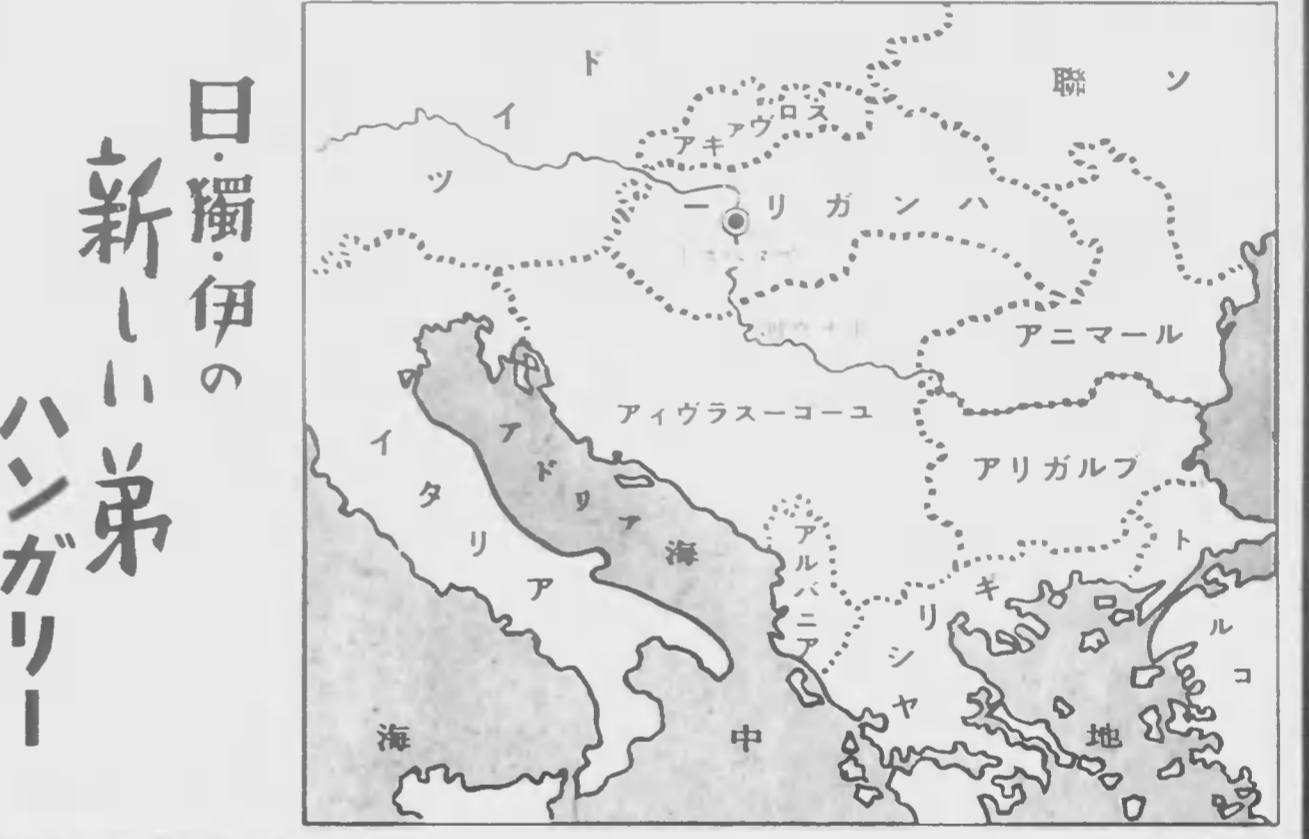 日・獨・伊の
新しい弟
ハンガリー
ソ聯
ドイツ
スロヴァキア
ハンガリー
ルーマニア
ユーゴースラヴィア
ブルガリア
イタリア
アドリア海
アルバニア
ギリシヤ
トルコ
地中海